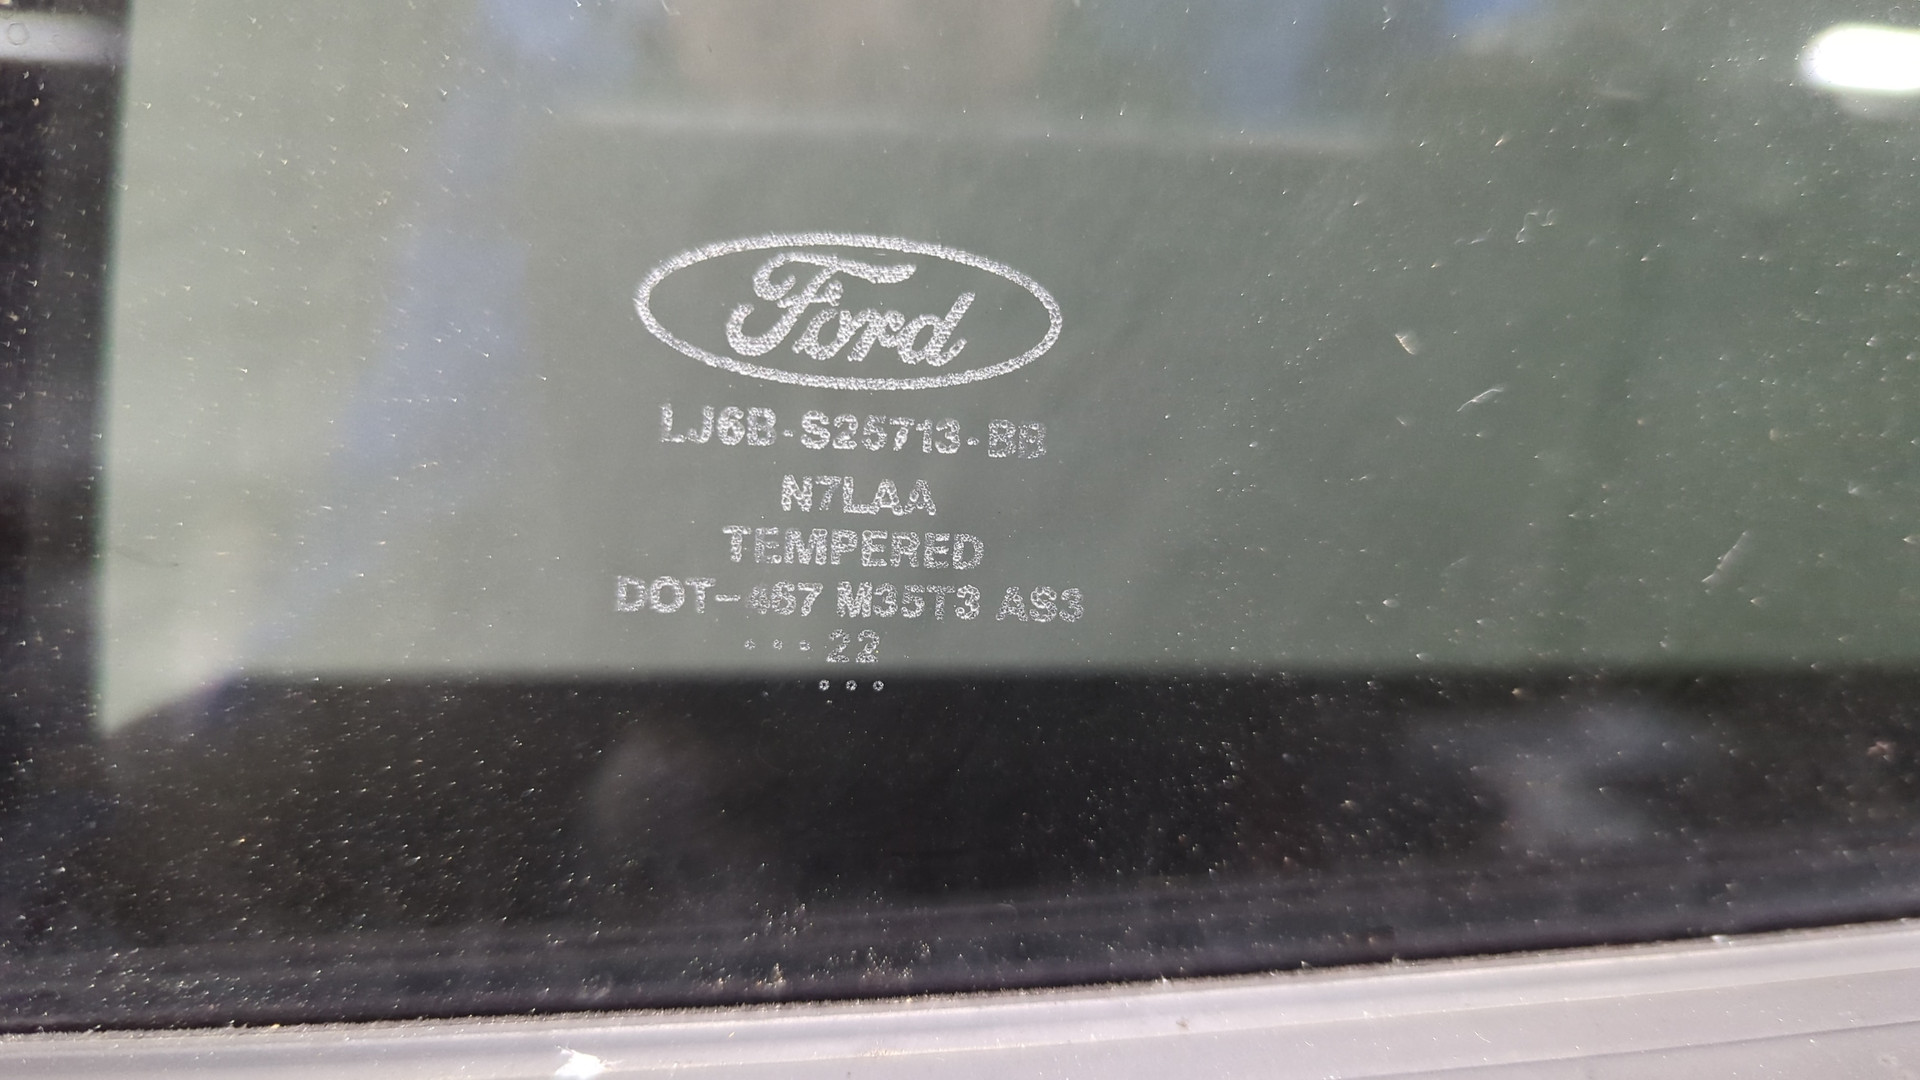 Ford
LJ6B-S25713-BB
N7LAA
TEMPERED
DOT-467 M35T3 AS3
...22
...